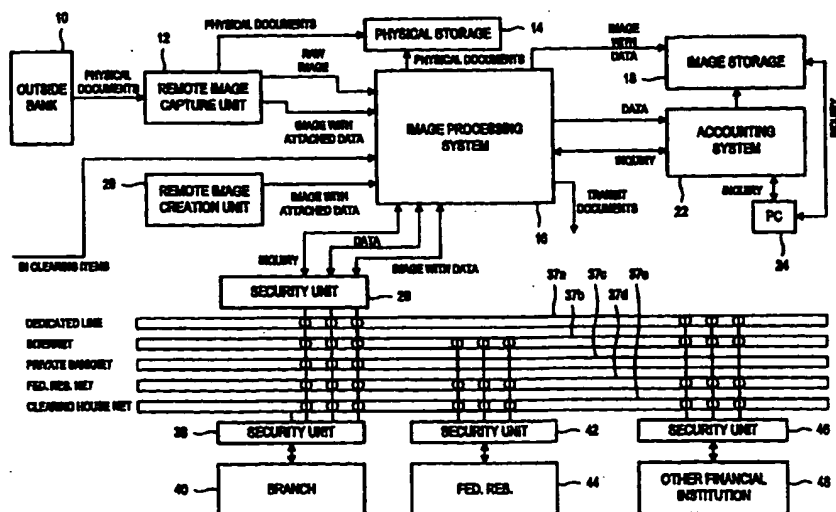 10
OUTSIDE
BANK
PHYSICAL
DOCUMENTS
12
REMOTE IMAGE
CAPTURE UNIT
PHYSICAL DOCUMENTS
PHYSICAL STORAGE
14
RAW
IMAGE
IMAGE WITH
ATTACHED DATA
PHYSICAL DOCUMENTS
IMAGE PROCESSING
SYSTEM
16
IMAGE
WITH
DATA
18
IMAGE STORAGE
DATA
INQUIRY
ACCOUNTING
SYSTEM
22
INQUIRY
INQUIRY
PC
24
TRANSIT
DOCUMENTS
REMOTE IMAGE
CREATION UNIT
IMAGE WITH
ATTACHED DATA
IN CLEARING ITEMS
INQUIRY
DATA
IMAGE WITH DATA
SECURITY UNIT
37a
37b
37c
37d
37e
DEDICATED LINE
INTERNET
PRIVATE BANKNET
FED. RES. NET
CLEARING HOUSE NET
38
SECURITY UNIT
SECURITY UNIT
42
SECURITY UNIT
46
40
BRANCH
FED. RES.
44
OTHER FINANCIAL
INSTITUTION
48